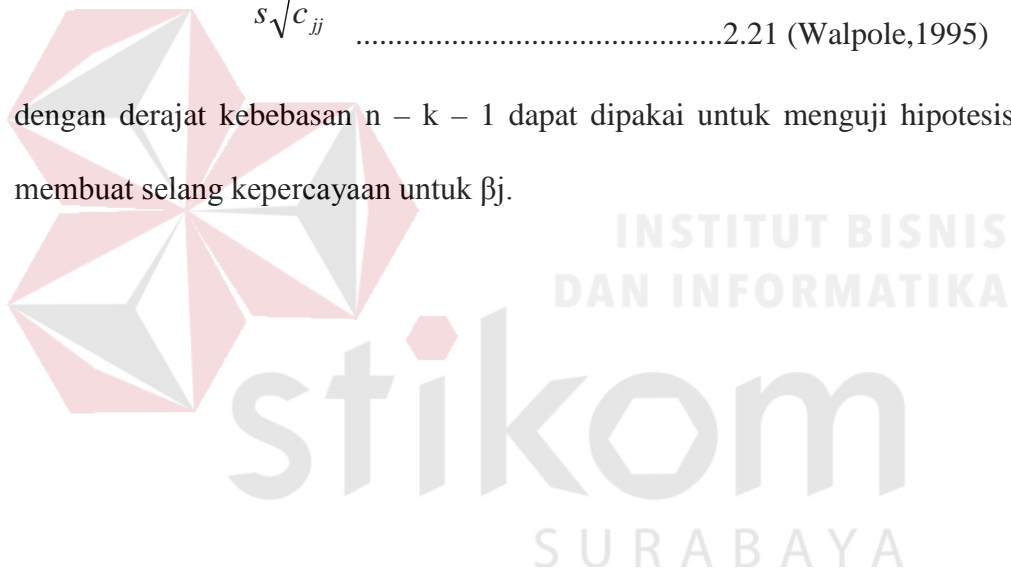 s√c jj ..............................................2.21 (Walpole,1995)
dengan derajat kebebasan n – k – 1 dapat dipakai untuk menguji hipotesis
membuat selang kepercayaan untuk βj.
INSTITUT BISNIS
DAN INFORMATIKA
stikom
SURABAYA